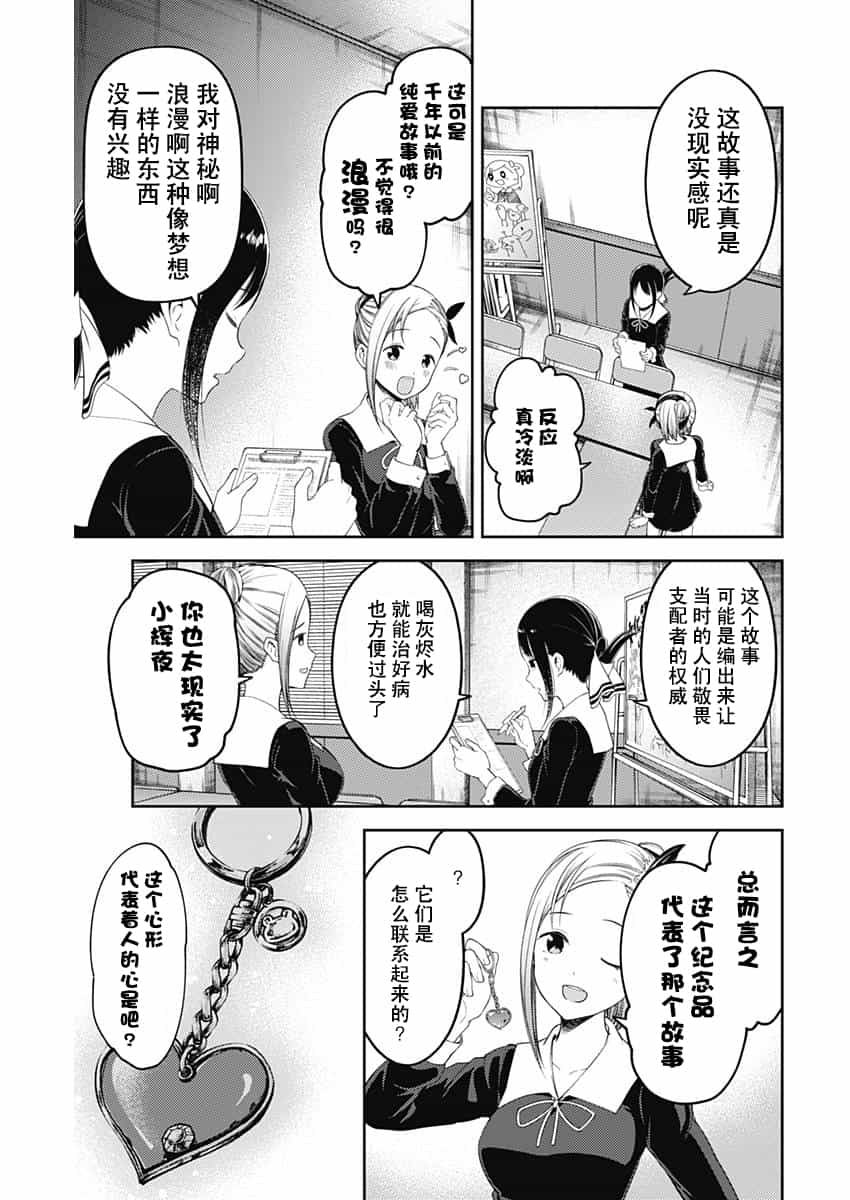 这故事还真是
没现实感呢
反应
真冷淡啊
这可是
千年以前的
纯爱故事哦？
不觉得很
浪漫吗？
我对神秘啊
浪漫啊这种像梦想
一样的东西
没有兴趣
这个故事
可能是编出来让
当时的人们敬畏
支配者的权威
喝灰烬水
就能治好病
也方便过头了
你也太现实了
小辉夜
总而言之
这个纪念品
代表了那个故事
？
它们是
怎么联系起来的？
这个心形
代表着人的心是吧？